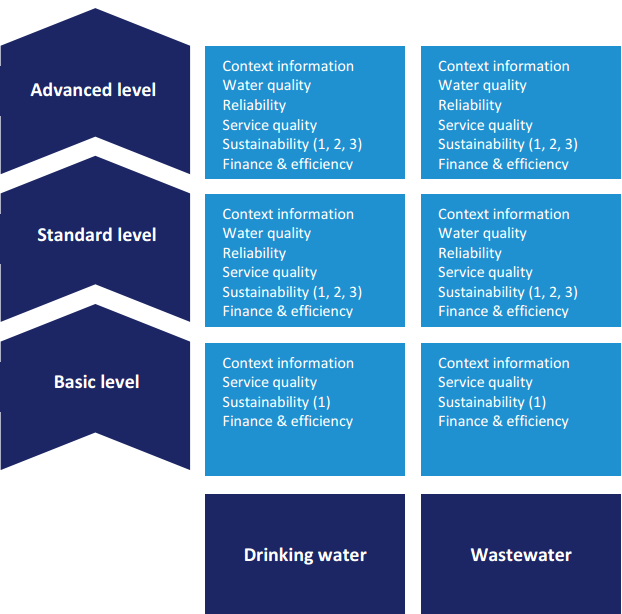 Advanced level
Context information
Water quality
Reliability
Service quality
Sustainability (1, 2, 3)
Finance & efficiency
Context information
Water quality
Reliability
Service quality
Sustainability (1, 2, 3)
Finance & efficiency
Standard level
Context information
Water quality
Reliability
Service quality
Sustainability (1, 2, 3)
Finance & efficiency
Context information
Water quality
Reliability
Service quality
Sustainability (1, 2, 3)
Finance & efficiency
Basic level
Context information
Service quality
Sustainability (1)
Finance & efficiency
Context information
Service quality
Sustainability (1)
Finance & efficiency
Drinking water
Wastewater